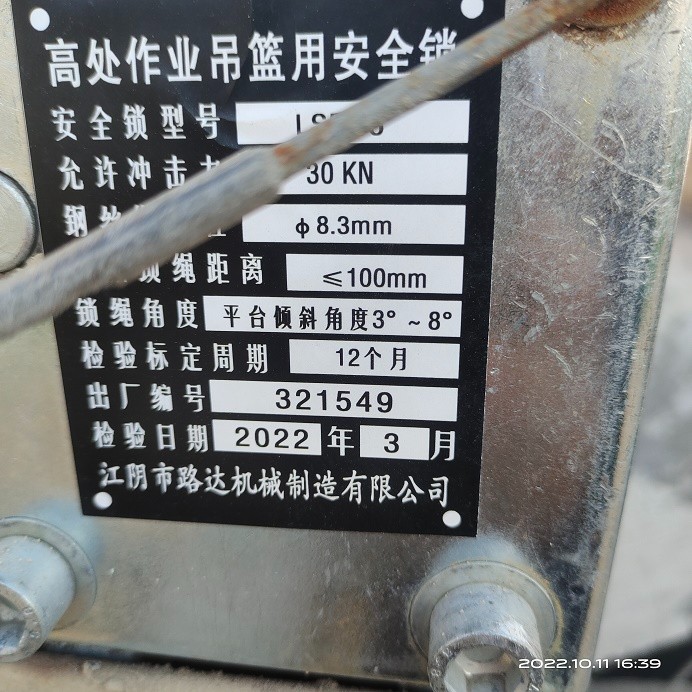 高处作业吊篮用安全锁
安全锁型号
允许冲击 30 KN
钢 ф8.3mm
锁绳距离 ≤100mm
锁绳角度 平台倾斜角度3°~8°
检验标定周期 12个月
出厂编号 321549
检验日期 2022 年 3 月
江阴市路达机械制造有限公司
2022.10.11 16:39